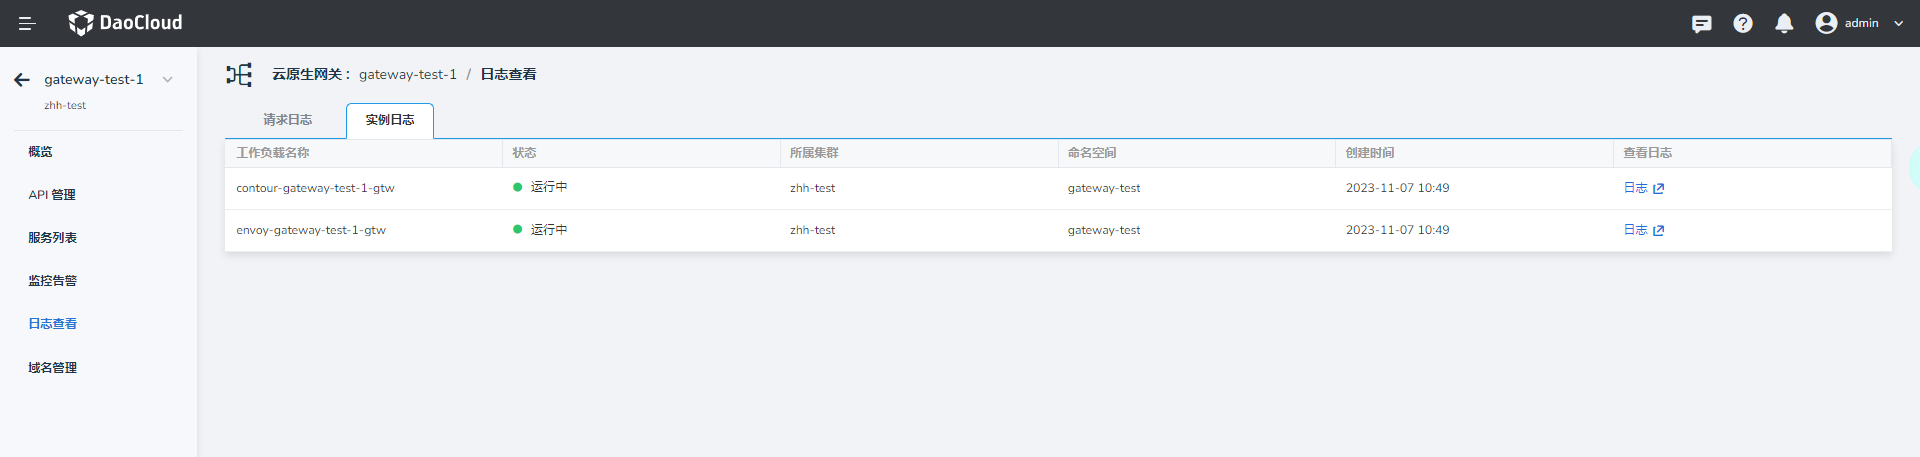 DaoCloud
admin
gateway-test-1
zhh-test
概览
API 管理
服务列表
监控告警
日志查看
域名管理
云原生网关： gateway-test-1 / 日志查看
请求日志 实例日志
工作负载名称 状态 所属集群 命名空间 创建时间 查看日志
contour-gateway-test-1-gtw 运行中 zhh-test gateway-test 2023-11-07 10:49 日志
envoy-gateway-test-1-gtw 运行中 zhh-test gateway-test 2023-11-07 10:49 日志